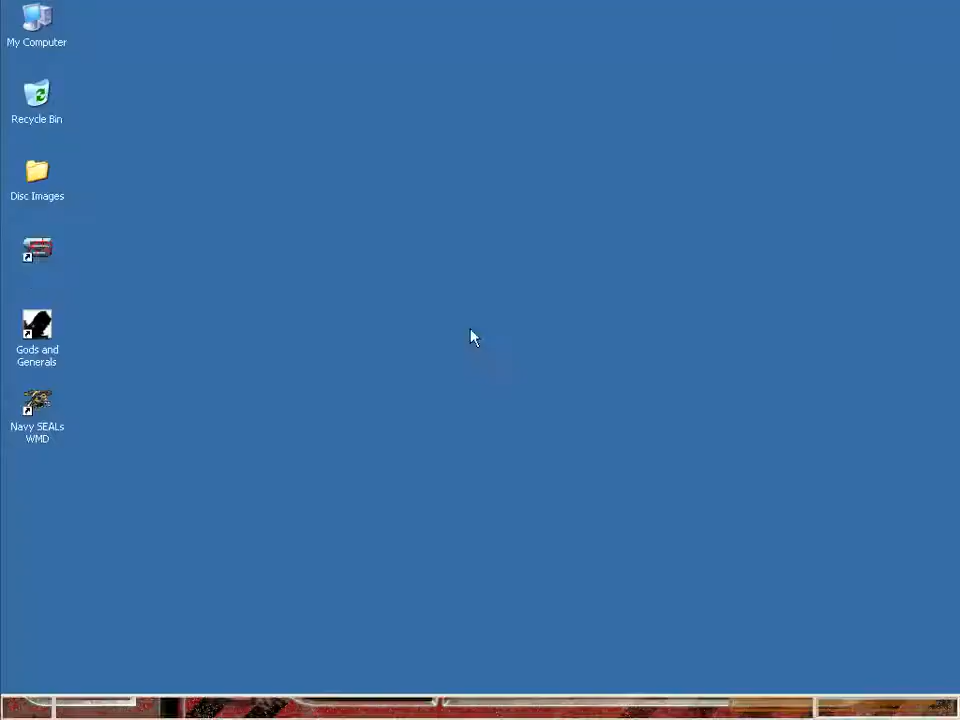 My Computer
Recycle Bin
Disc Images
Gods and
Generals
Navy SEALs
WMD